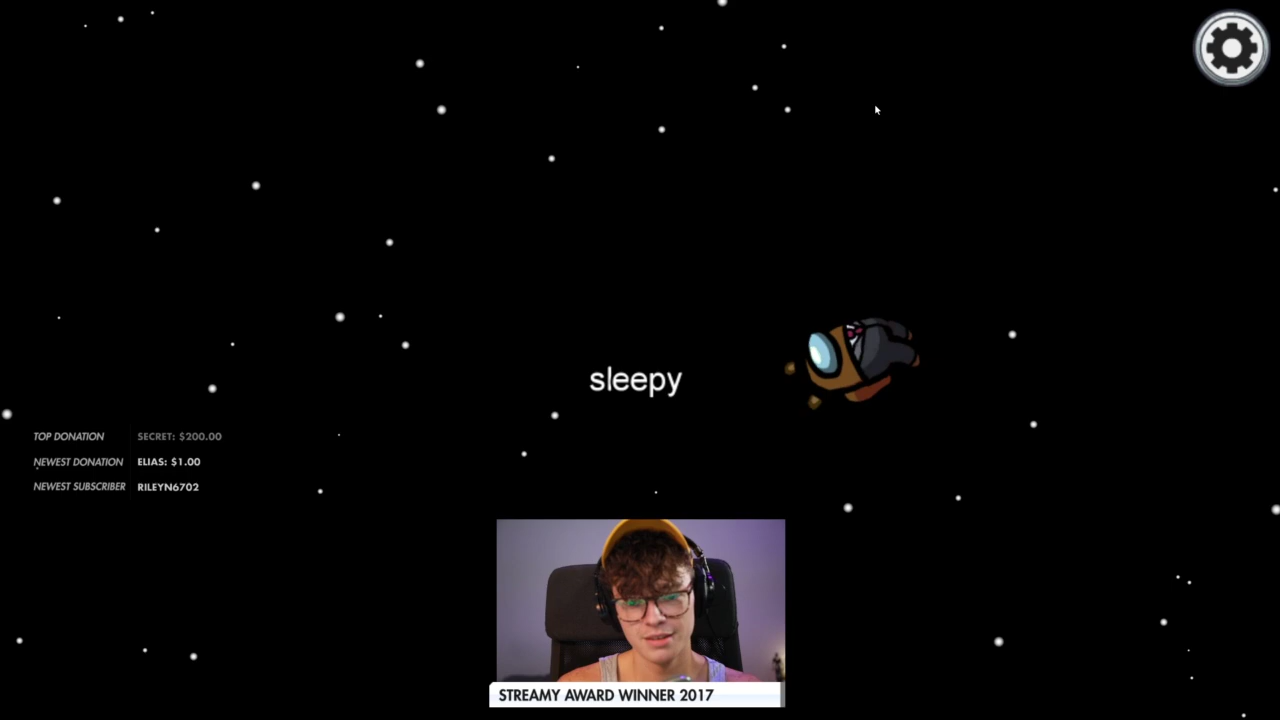 sleepy
TOP DONATION SECRET: $200.00
NEWEST DONATION ELIAS: $1.00
NEWEST SUBSCRIBER RILEYN6702
STREAMY AWARD WINNER 2017